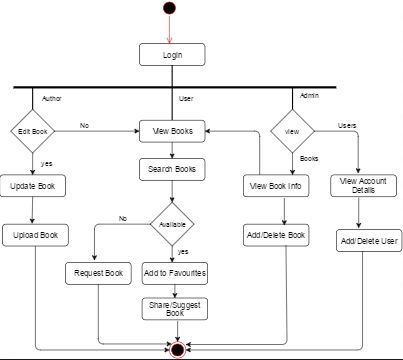 Login
Author
User
Admin
Edit Book
No
View Books
view
Users
yes
Books
Search Books
Update Book
View Book Info
View Account
Details
Upload Book
No
Available
yes
Add/Delete Book
Add/Delete User
Request Book
Add to Favourites
Share/Suggest
Book